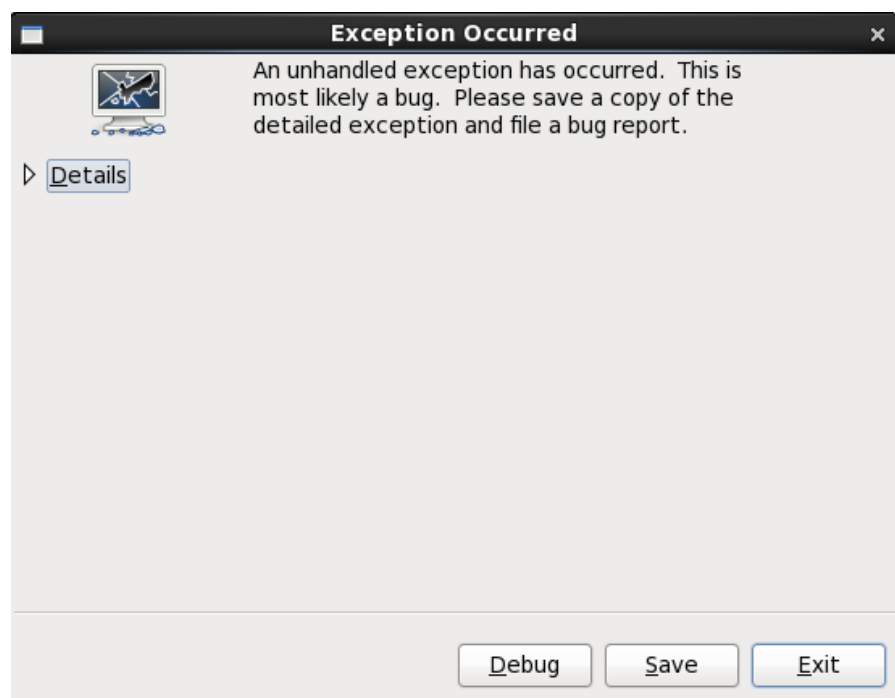 Exception Occurred
An unhandled exception has occurred.  This is
most likely a bug.  Please save a copy of the
detailed exception and file a bug report.
Details
Debug Save Exit